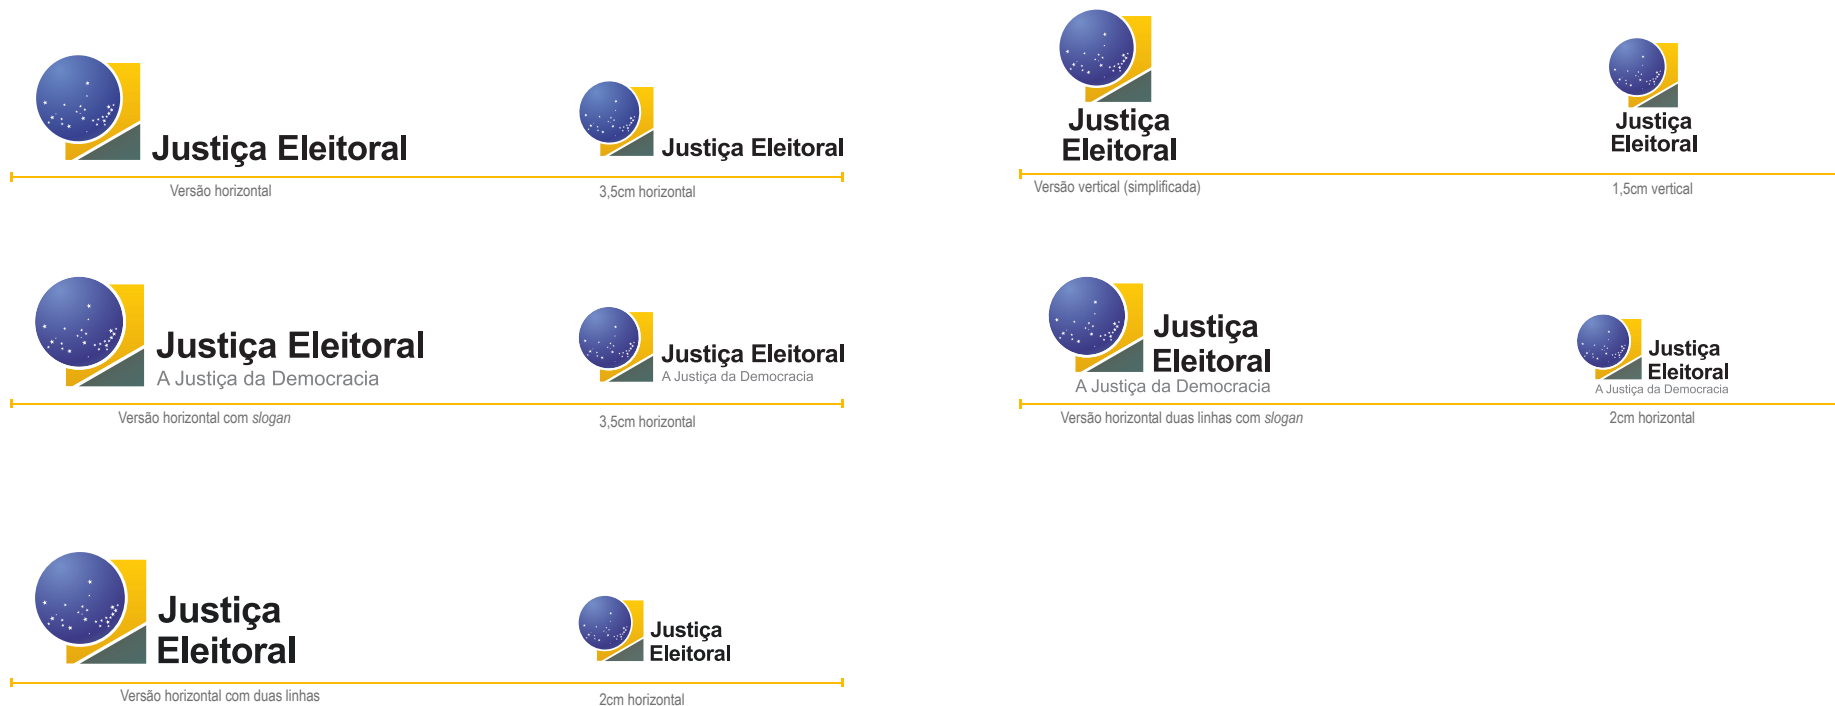 Justiça Eleitoral
Versão horizontal
Justiça Eleitoral
3,5cm horizontal
Justiça
Eleitoral
Versão vertical (simplificada)
Justiça
Eleitoral
1,5cm vertical
Justiça Eleitoral
A Justiça da Democracia
Versão horizontal com slogan
Justiça Eleitoral
A Justiça da Democracia
3,5cm horizontal
Justiça
Eleitoral
A Justiça da Democracia
Versão horizontal duas linhas com slogan
Justiça
Eleitoral
A Justiça da Democracia
2cm horizontal
Justiça
Eleitoral
Versão horizontal com duas linhas
Justiça
Eleitoral
2cm horizontal